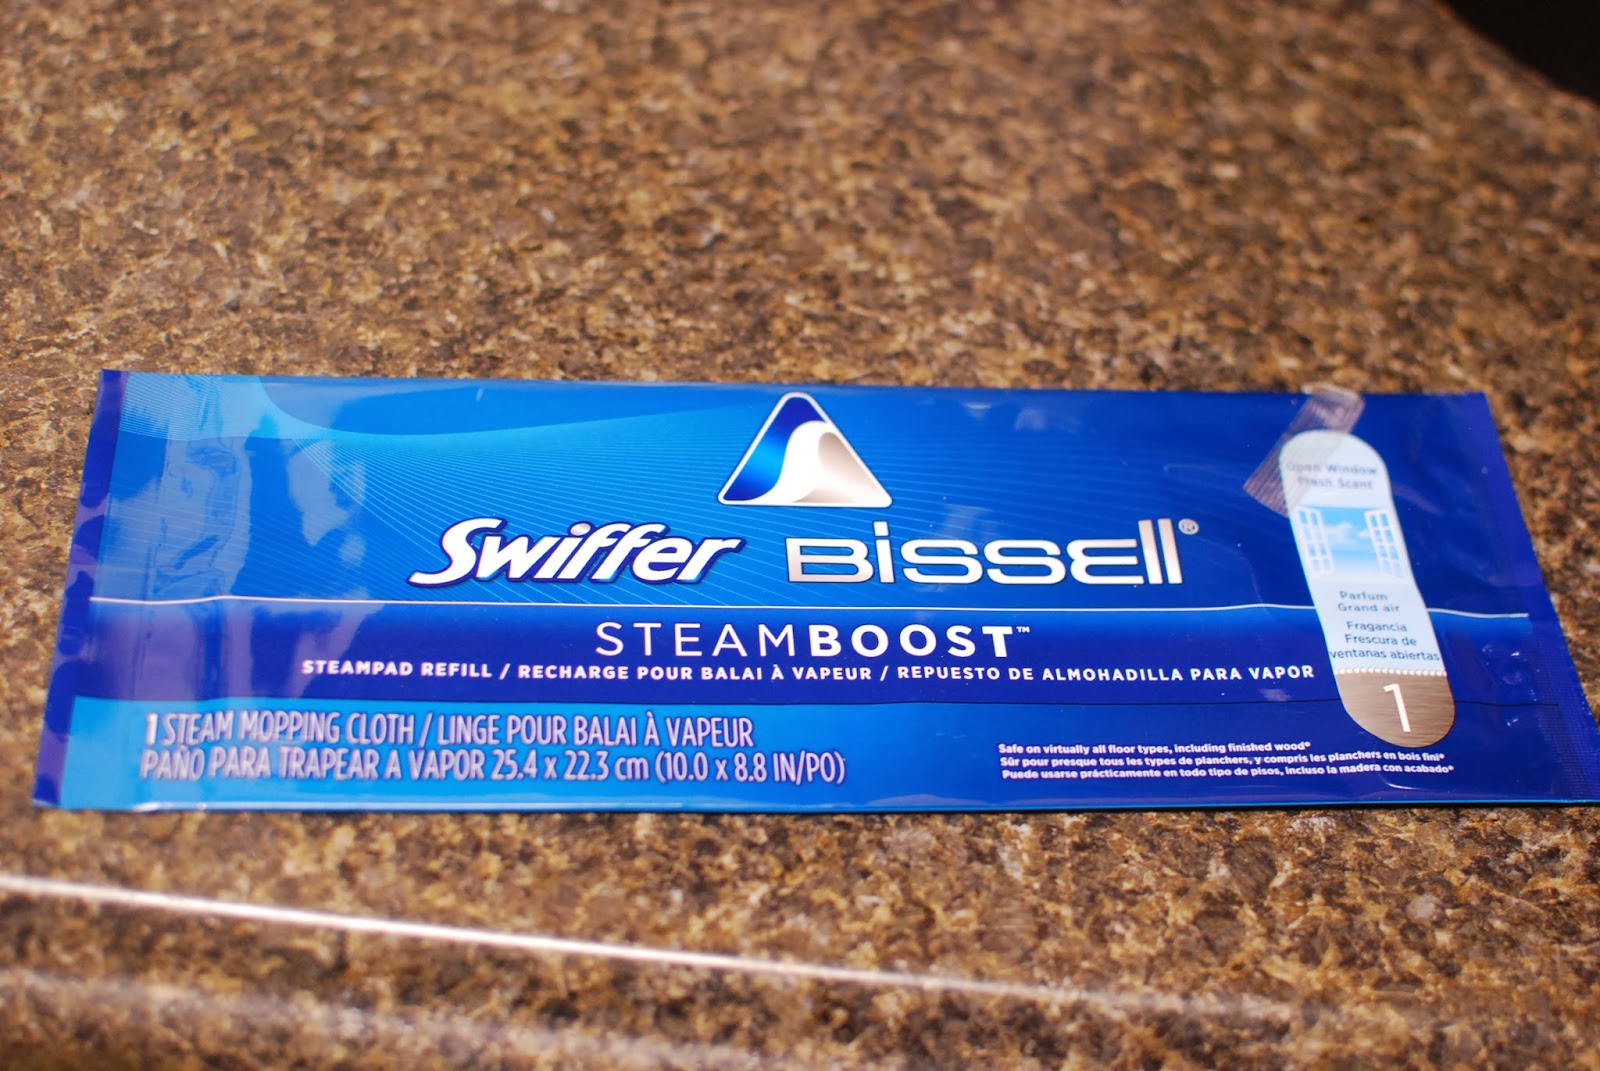 Swiffer BISSELL®
STEAMBOOST™
STEAMPAD REFILL / RECHARGE POUR BALAI À VAPEUR / REPUESTO DE ALMOHADILLA PARA VAPOR
1 STEAM MOPPING CLOTH / LINGE POUR BALAI À VAPEUR
PAÑO PARA TRAPEAR A VAPOR 25.4 x 22.3 cm (10.0 x 8.8 IN/PO)
Open Window
Fresh Scent
Parfum
Grand air
Fragancia
Frescura de
ventanas abiertas
1
Safe on virtually all floor types, including finished wood*
Sûr pour presque tous les types de planchers, y compris les planchers en bois fini*
Puede usarse prácticamente en todo tipo de pisos, incluso la madera con acabado*